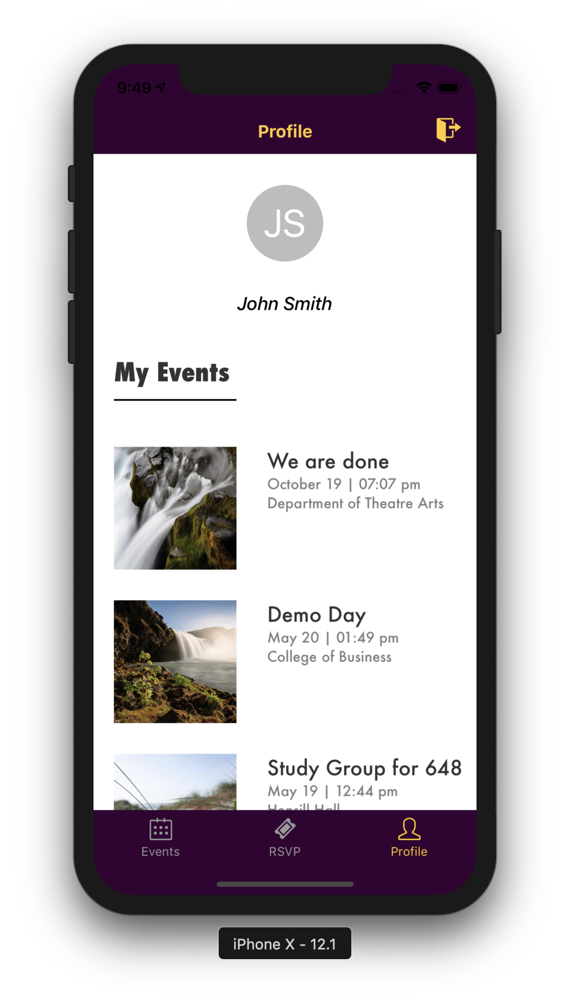 9:49
Profile
JS
John Smith
My Events
We are done
October 19 | 07:07 pm
Department of Theatre Arts
Demo Day
May 20 | 01:49 pm
College of Business
Study Group for 648
May 19 | 12:44 pm
Hensill Hall
Events
RSVP
Profile
iPhone X - 12.1